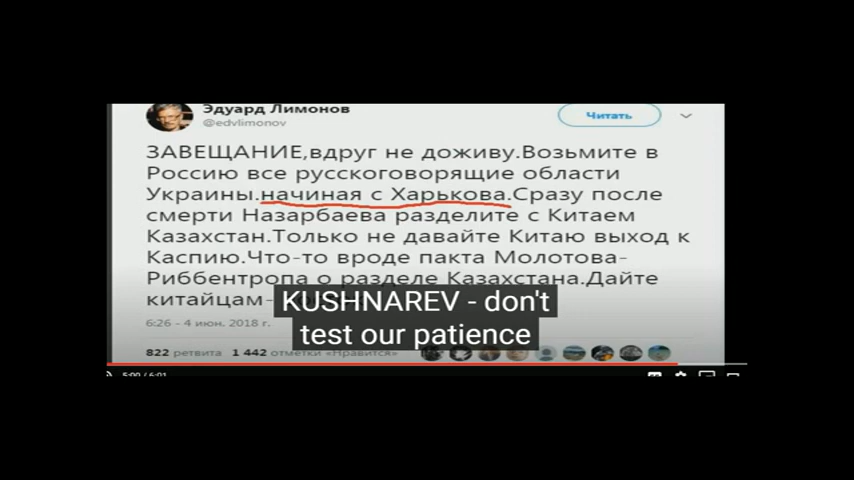 Эдуард Лимонов
@edvlimonov
Читать
ЗАВЕЩАНИЕ,вдруг не доживу.Возьмите в
Россию все русскоговорящие области
Украины.начиная с Харькова.Сразу после
смерти Назарбаева разделите с Китаем
Казахстан.Только не давайте Китаю выход к
Каспию.Что-то вроде пакта Молотова-
Риббентропа о разделе Казахстана.Дайте
китайцам-
KUSHNAREV - don't
test our patience
6:26 - 4 июн. 2018 г.
822 ретвита 1 442 отметки «Нравится»
5:00 / 6:01